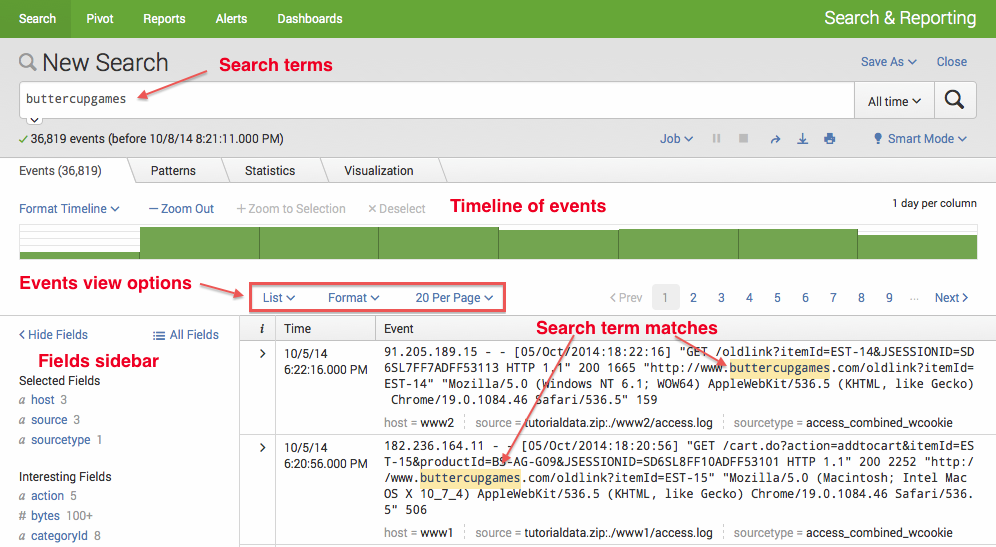 Search Pivot Reports Alerts Dashboards Search & Reporting
New Search Search terms Save As Close
buttercupgames All time
36,819 events (before 10/8/14 8:21:11.000 PM) Job Smart Mode
Events (36,819) Patterns Statistics Visualization
Format Timeline — Zoom Out + Zoom to Selection × Deselect Timeline of events 1 day per column
Events view options List Format 20 Per Page < Prev 1 2 3 4 5 6 7 8 9 ... Next >
< Hide Fields All Fields
Fields sidebar
Selected Fields
a host 3
a source 3
a sourcetype 1
Interesting Fields
a action 5
# bytes 100+
a categoryId 8
Search term matches
i Time Event
> 10/5/14
6:22:16.000 PM
91.205.189.15 - - [05/Oct/2014:18:22:16] "GET /oldlink?itemId=EST-14&JSESSIONID=SD
6SL7FF7ADFF53113 HTTP 1.1" 200 1665 "http://www.buttercupgames.com/oldlink?itemId=
EST-14" "Mozilla/5.0 (Windows NT 6.1; WOW64) AppleWebKit/536.5 (KHTML, like Gecko)
Chrome/19.0.1084.46 Safari/536.5" 159
host = www2 source = tutorialdata.zip:./www2/access.log sourcetype = access_combined_wcookie
> 10/5/14
6:20:56.000 PM
182.236.164.11 - - [05/Oct/2014:18:20:56] "GET /cart.do?action=addtocart&itemId=ES
T-15&productId=BS-AG-G09&JSESSIONID=SD6SL8FF10ADFF53101 HTTP 1.1" 200 2252 "http:/
/www.buttercupgames.com/oldlink?itemId=EST-15" "Mozilla/5.0 (Macintosh; Intel Mac
OS X 10_7_4) AppleWebKit/536.5 (KHTML, like Gecko) Chrome/19.0.1084.46 Safari/536.
5" 506
host = www1 source = tutorialdata.zip:./www1/access.log sourcetype = access_combined_wcookie